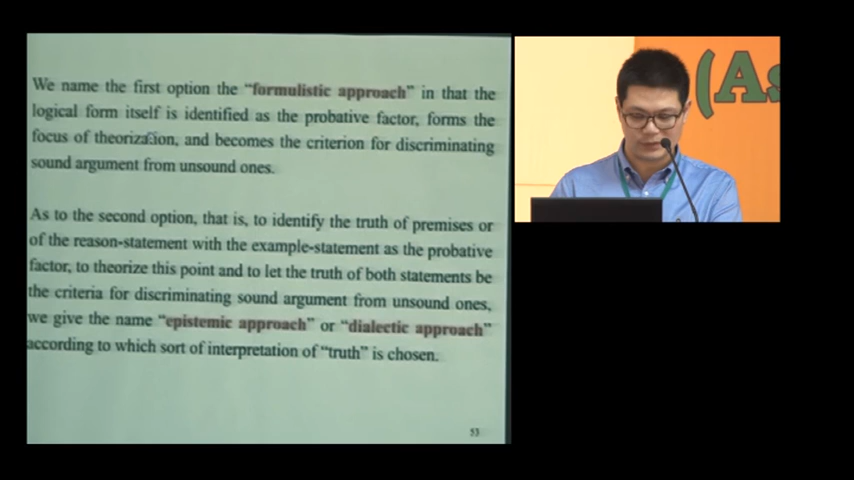 We name the first option the “formulistic approach” in that the
logical form itself is identified as the probative factor, forms the
focus of theorization, and becomes the criterion for discriminating
sound argument from unsound ones.
As to the second option, that is, to identify the truth of premises or
of the reason-statement with the example-statement as the probative
factor, to theorize this point and to let the truth of both statements be
the criteria for discriminating sound argument from unsound ones,
we give the name “epistemic approach” or “dialectic approach”
according to which sort of interpretation of “truth” is chosen.
53
(As